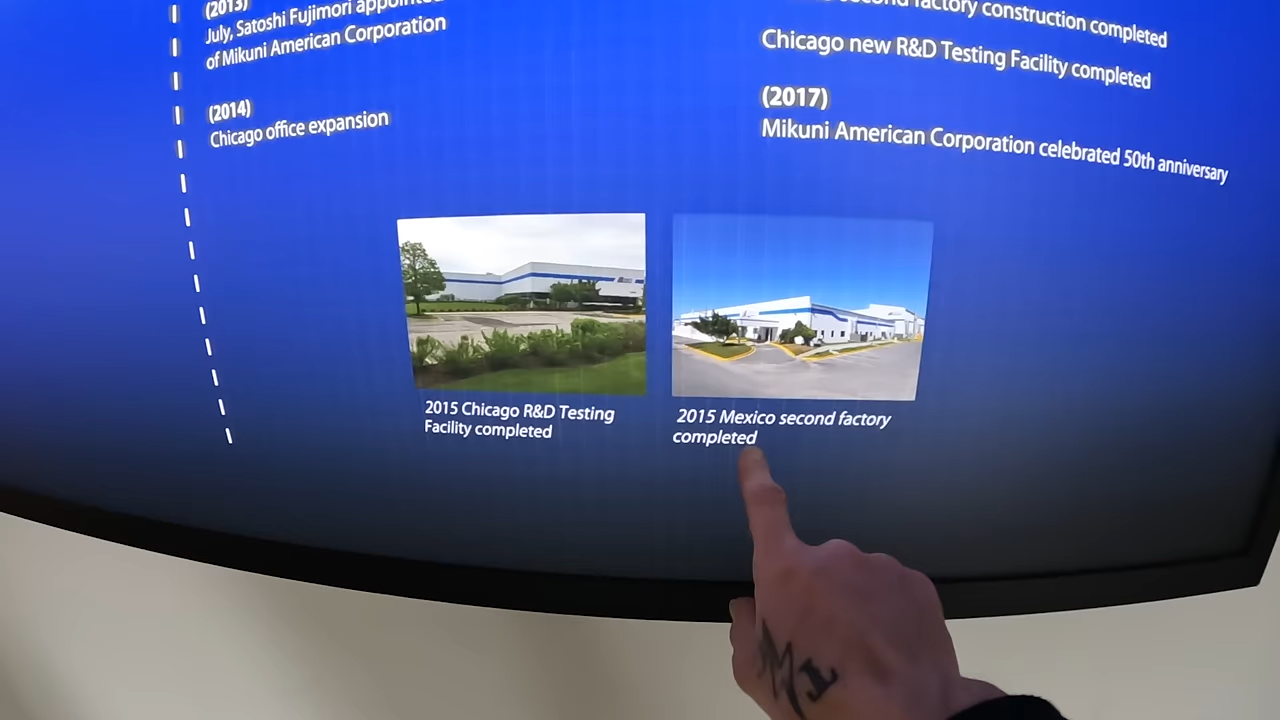 (2013)
July, Satoshi Fujimori appointed
of Mikuni American Corporation
(2014)
Chicago office expansion
second factory construction completed
Chicago new R&D Testing Facility completed
(2017)
Mikuni American Corporation celebrated 50th anniversary
2015 Chicago R&D Testing
Facility completed
2015 Mexico second factory
completed